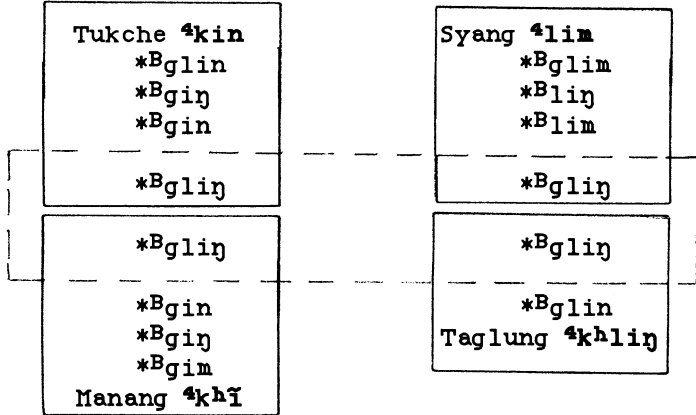 Tukche ⁴kin
*ᴮglin
*ᴮgiŋ
*ᴮgin
*ᴮgliŋ
Syang ⁴lim
*ᴮglim
*ᴮliŋ
*ᴮlim
*ᴮgliŋ
*ᴮgliŋ
*ᴮgin
*ᴮgiŋ
*ᴮgim
Manang ⁴kʰĩ
*ᴮgliŋ
*ᴮglin
Taglung ⁴kʰliŋ